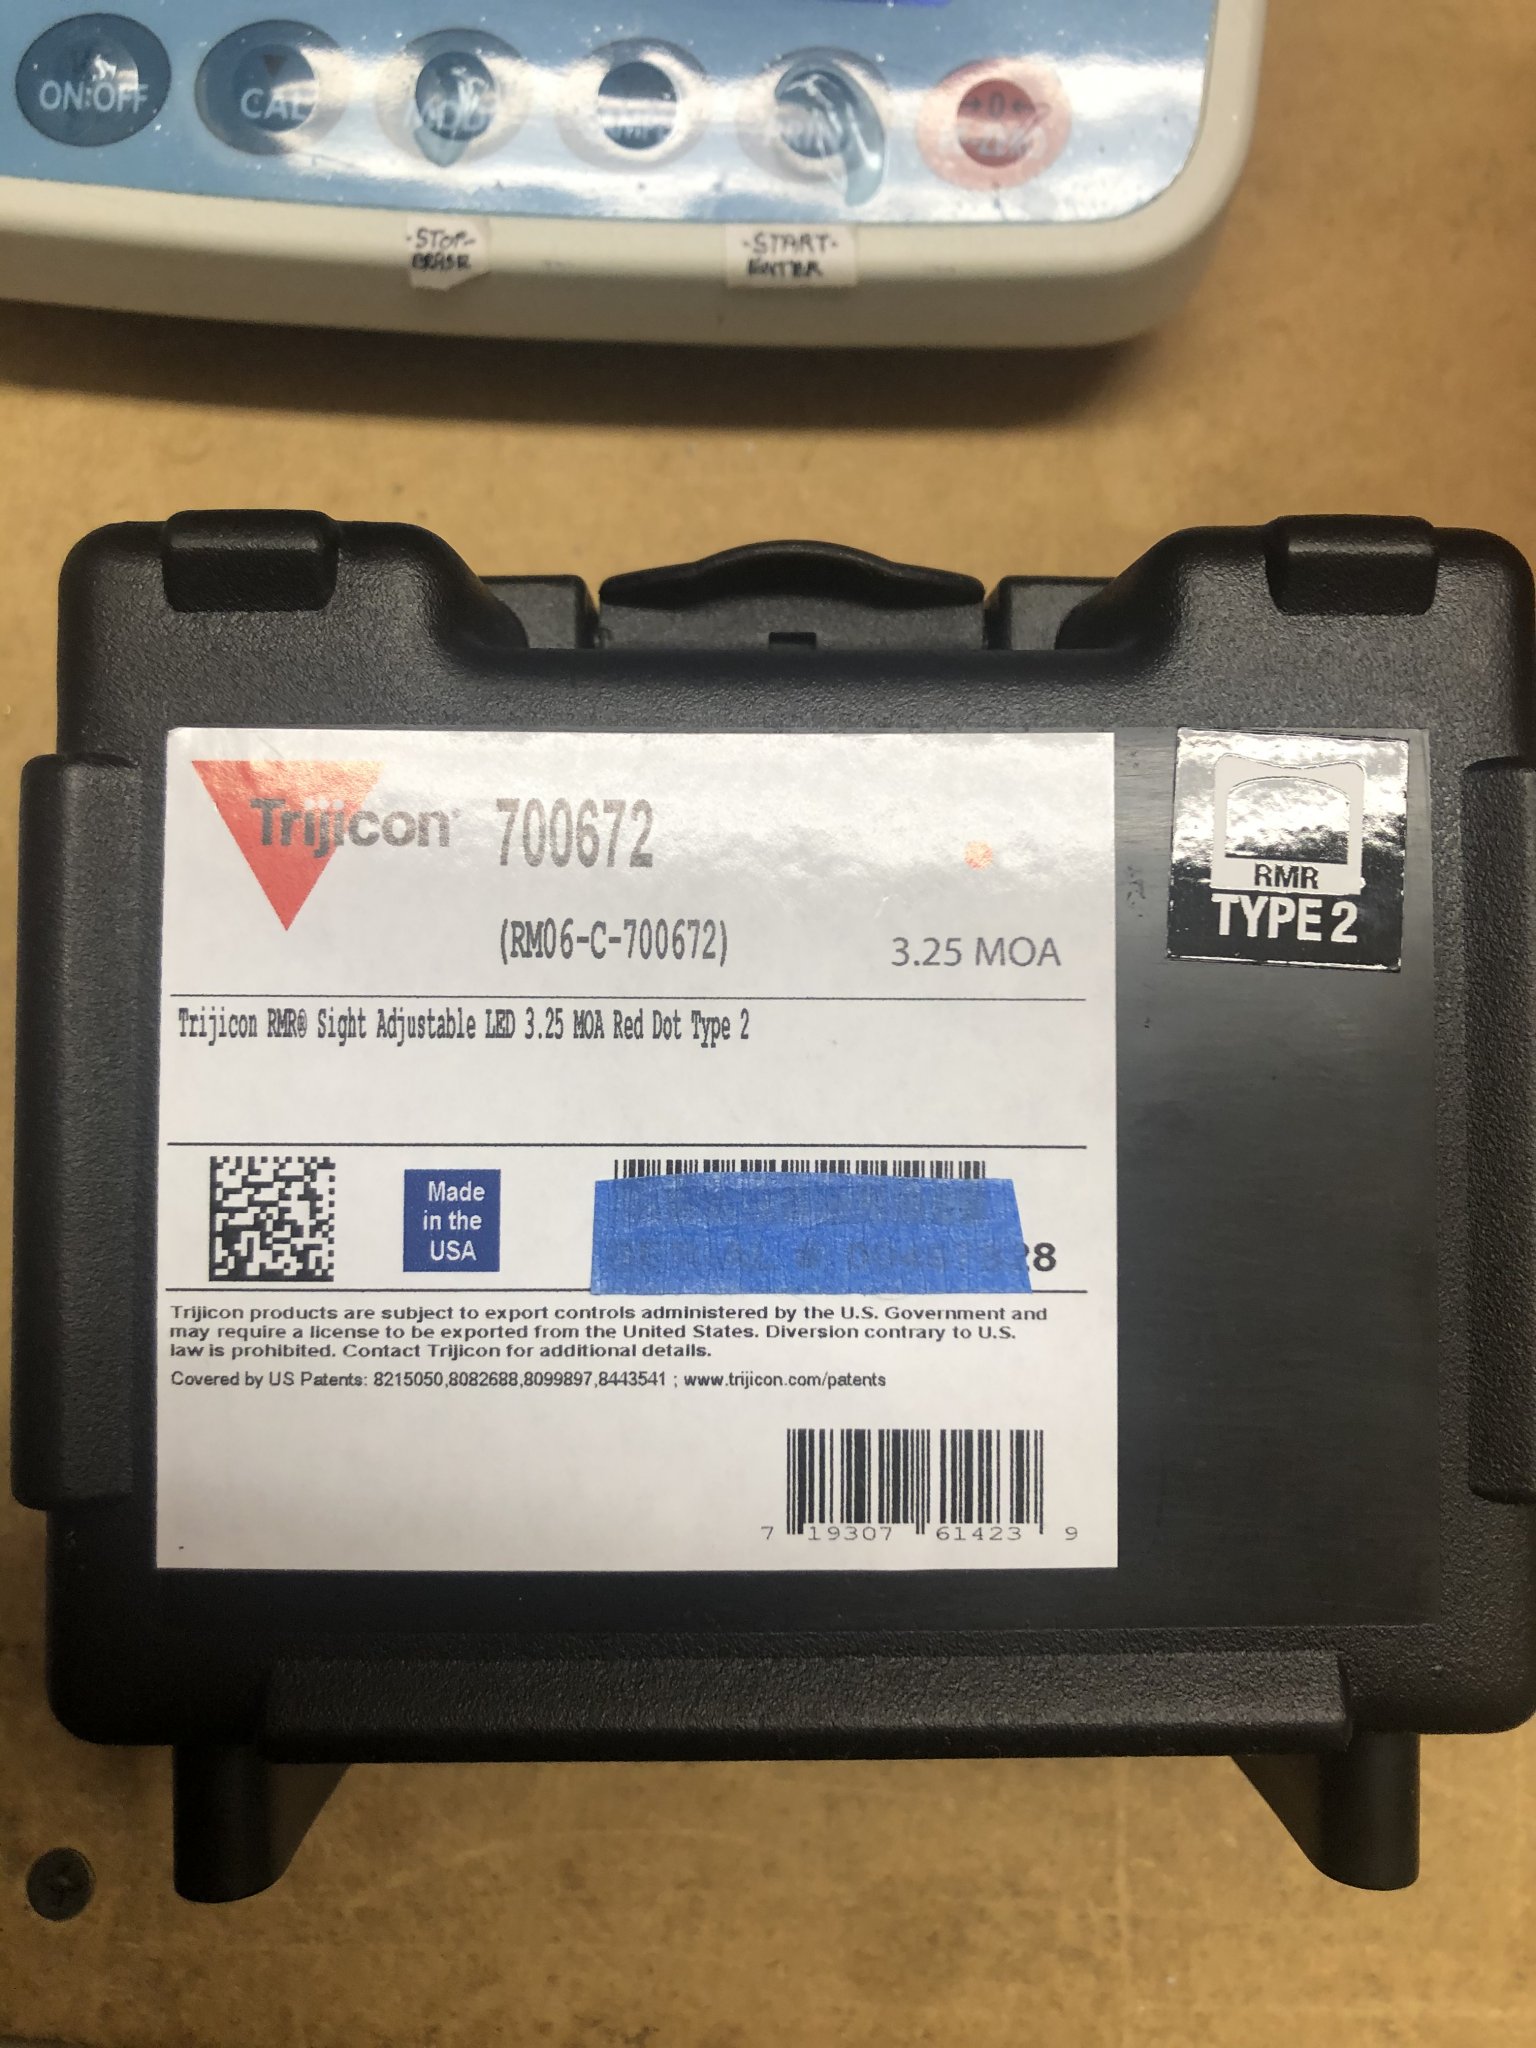 ON:OFF
CAL
-STOP-
ERASE
-START-
ENTER
Trijicon
700672
(RM06-C-700672)
3.25 MOA
RMR
TYPE 2
Trijicon RMR® Sight Adjustable LED 3.25 MOA Red Dot Type 2
Made
in the
USA
Trijicon products are subject to export controls administered by the U.S. Government and
may require a license to be exported from the United States. Diversion contrary to U.S.
law is prohibited. Contact Trijicon for additional details.
Covered by US Patents: 8215050,8082688,8099897,8443541 ; www.trijicon.com/patents
7 19307 61423 9